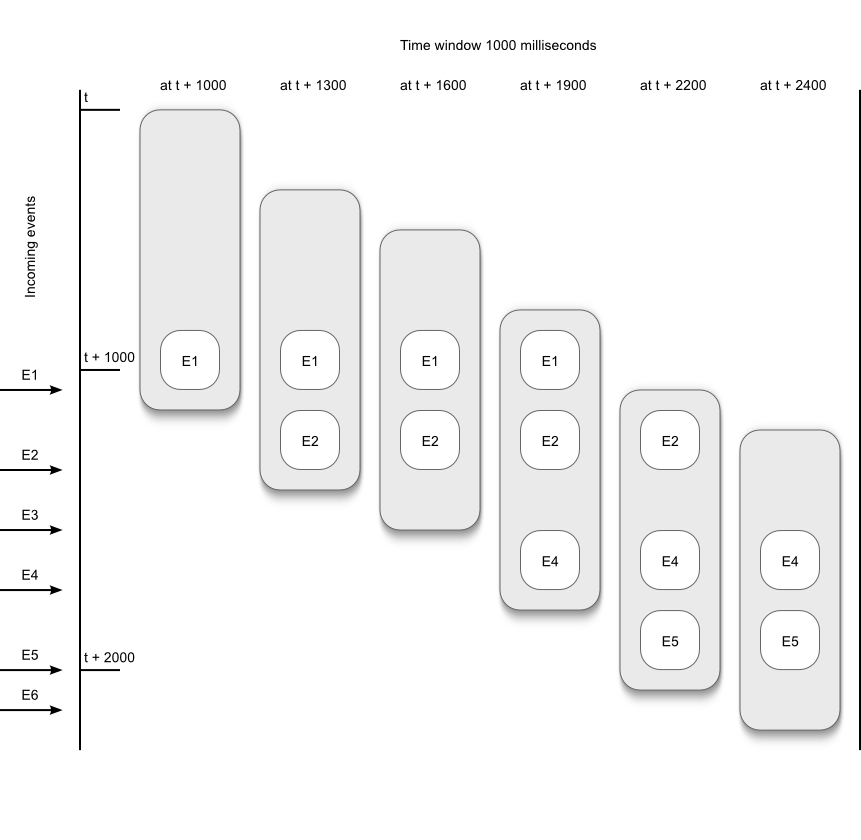 Time window 1000 milliseconds
at t + 1000 at t + 1300 at t + 1600 at t + 1900 at t + 2200 at t + 2400
t
Incoming events
t + 1000
E1 E1 E1 E1
E1
E2 E2 E2 E2
E2
E3
E4 E4 E4
E4
E5 E5
E5
t + 2000
E6